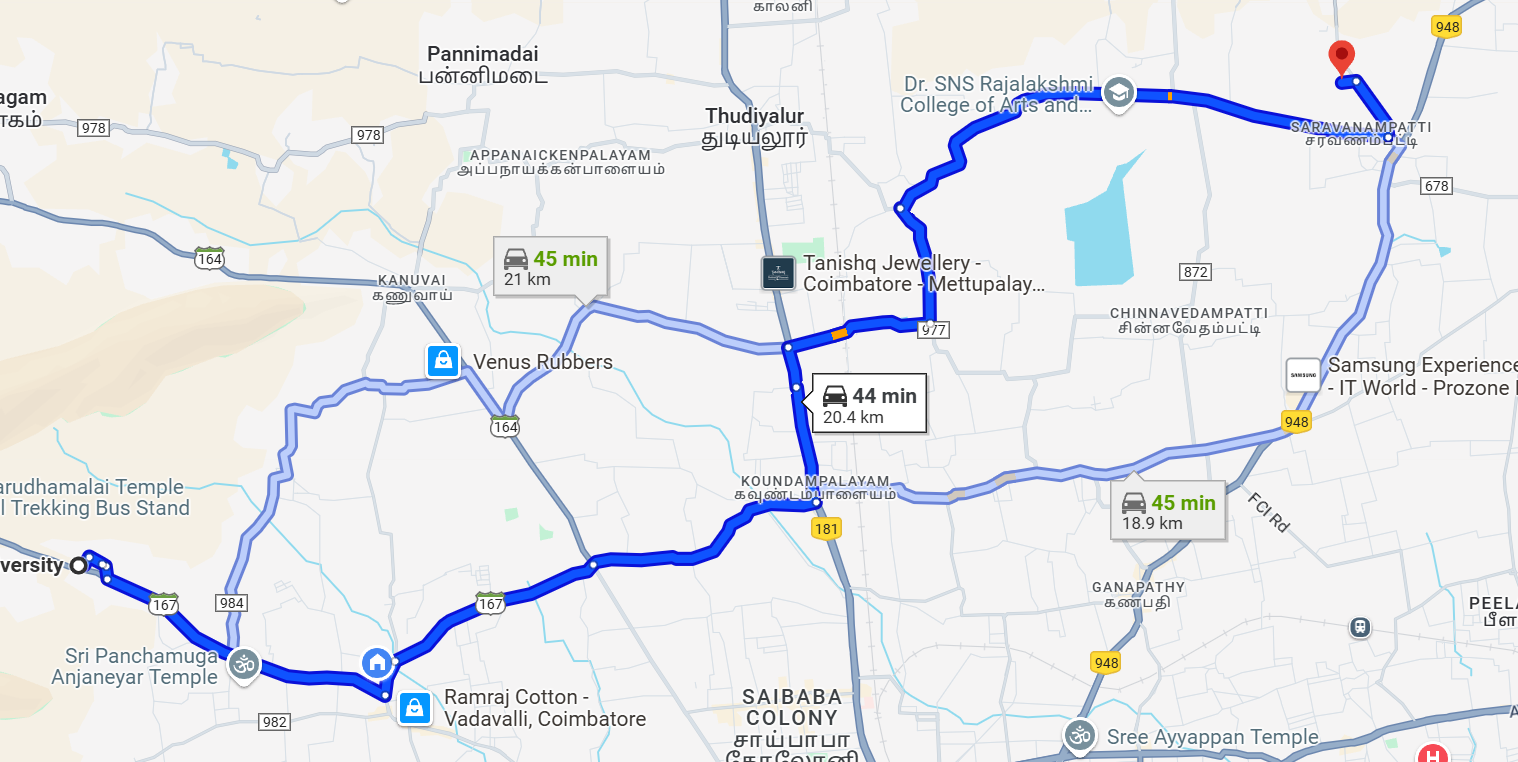 காலனி
948
Pannimadai
பன்னிமடை
Dr. SNS Rajalakshmi
College of Arts and...
agam
978
978
Thudiyalur
துடியலூர்
SARAVANAMPATTI
சரவணம்பட்டி
APPANAICKENPALAYAM
அப்பநாயக்கன்பாளையம்
678
164
45 min
21 km
Tanishq Jewellery -
Coimbatore - Mettupalay...
872
KANUVAI
கணுவாய்
CHINNAVEDAMPATTI
சின்னவேதம்பட்டி
977
Venus Rubbers
Samsung Experience
- IT World - Prozone
SAMSUNG
44 min
20.4 km
164
948
arudhamalai Temple
l Trekking Bus Stand
KOUNDAMPALAYAM
கவுண்டம்பாளையம்
45 min
18.9 km
FCI Rd
181
versity
GANAPATHY
கணபதி
167
984
167
PEELA
பீள
Sri Panchamuga
Anjaneyar Temple
948
Ramraj Cotton -
Vadavalli, Coimbatore
SAIBABA
COLONY
சாய்பாபா
கோலோனி
982
Sree Ayyappan Temple
H